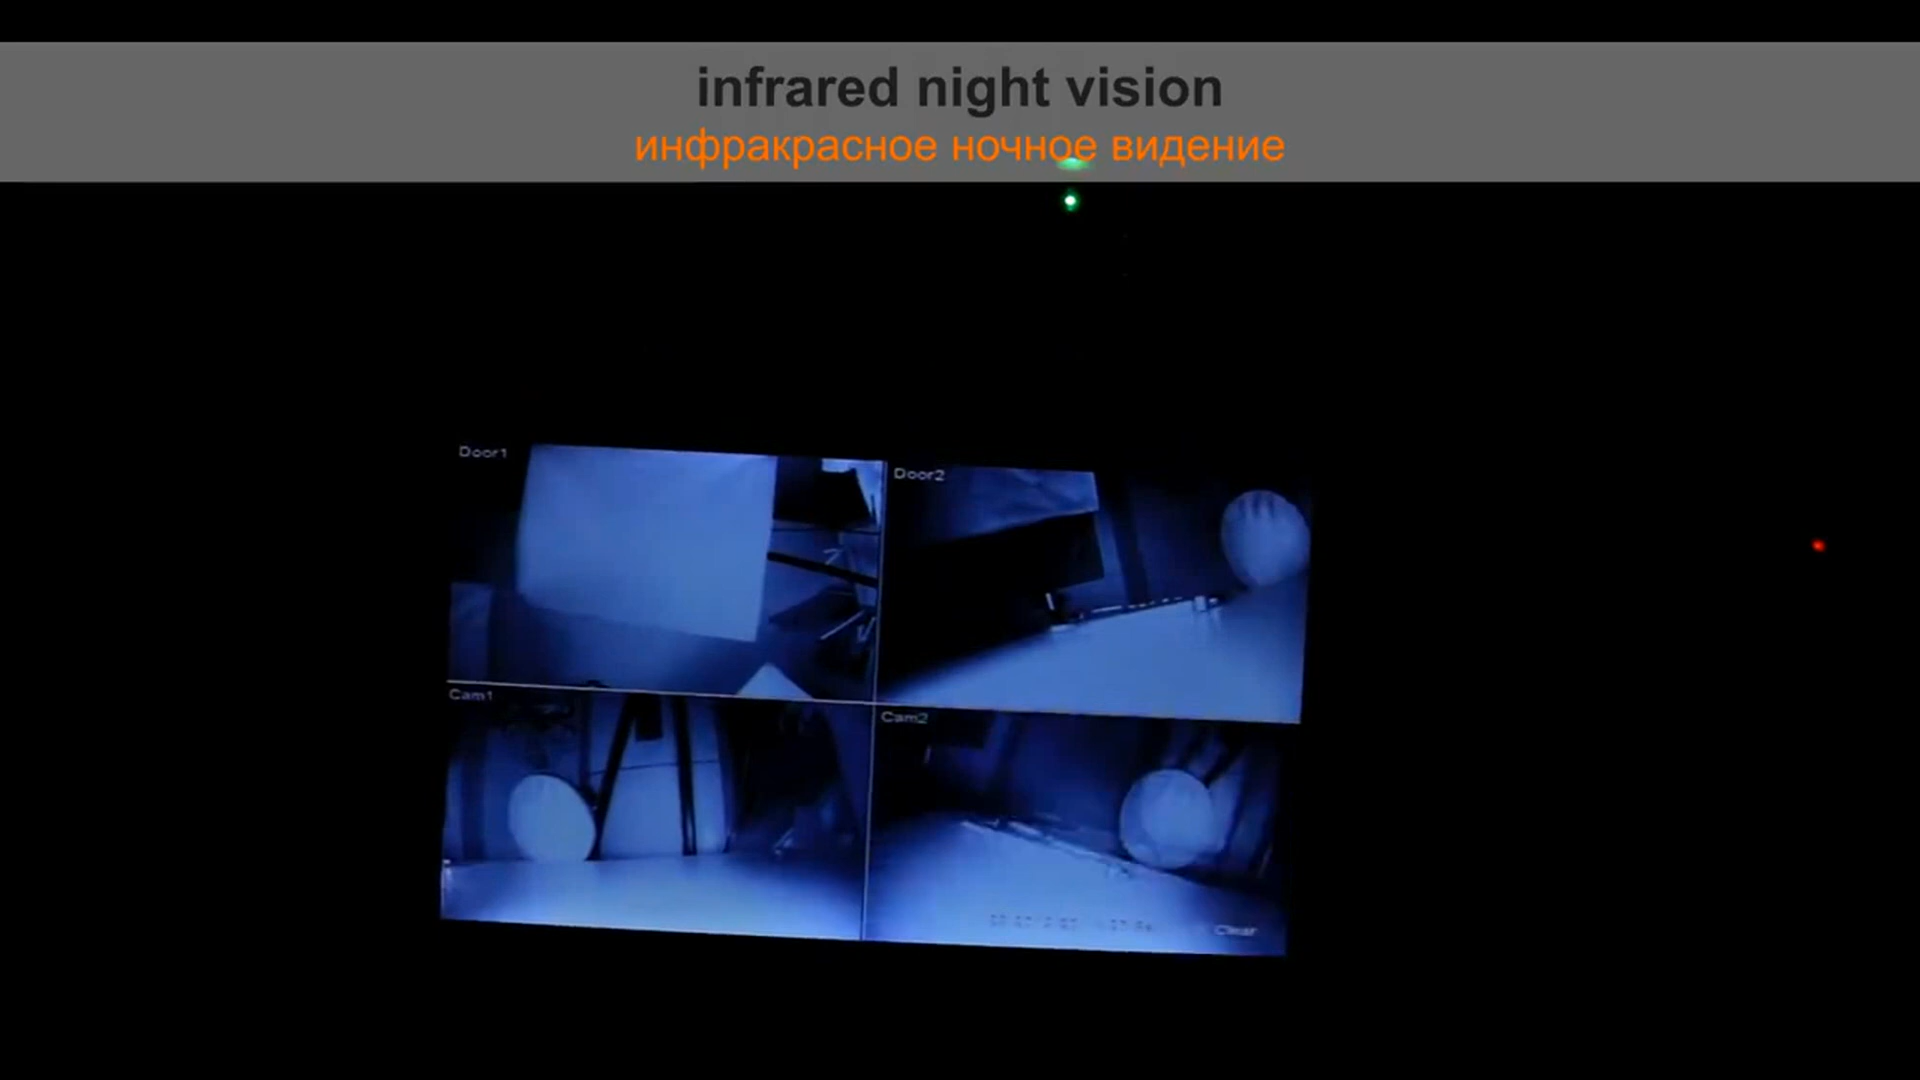 infrared night vision
инфракрасное ночное видение
Door1
Door2
Cam1
Cam2
Clear